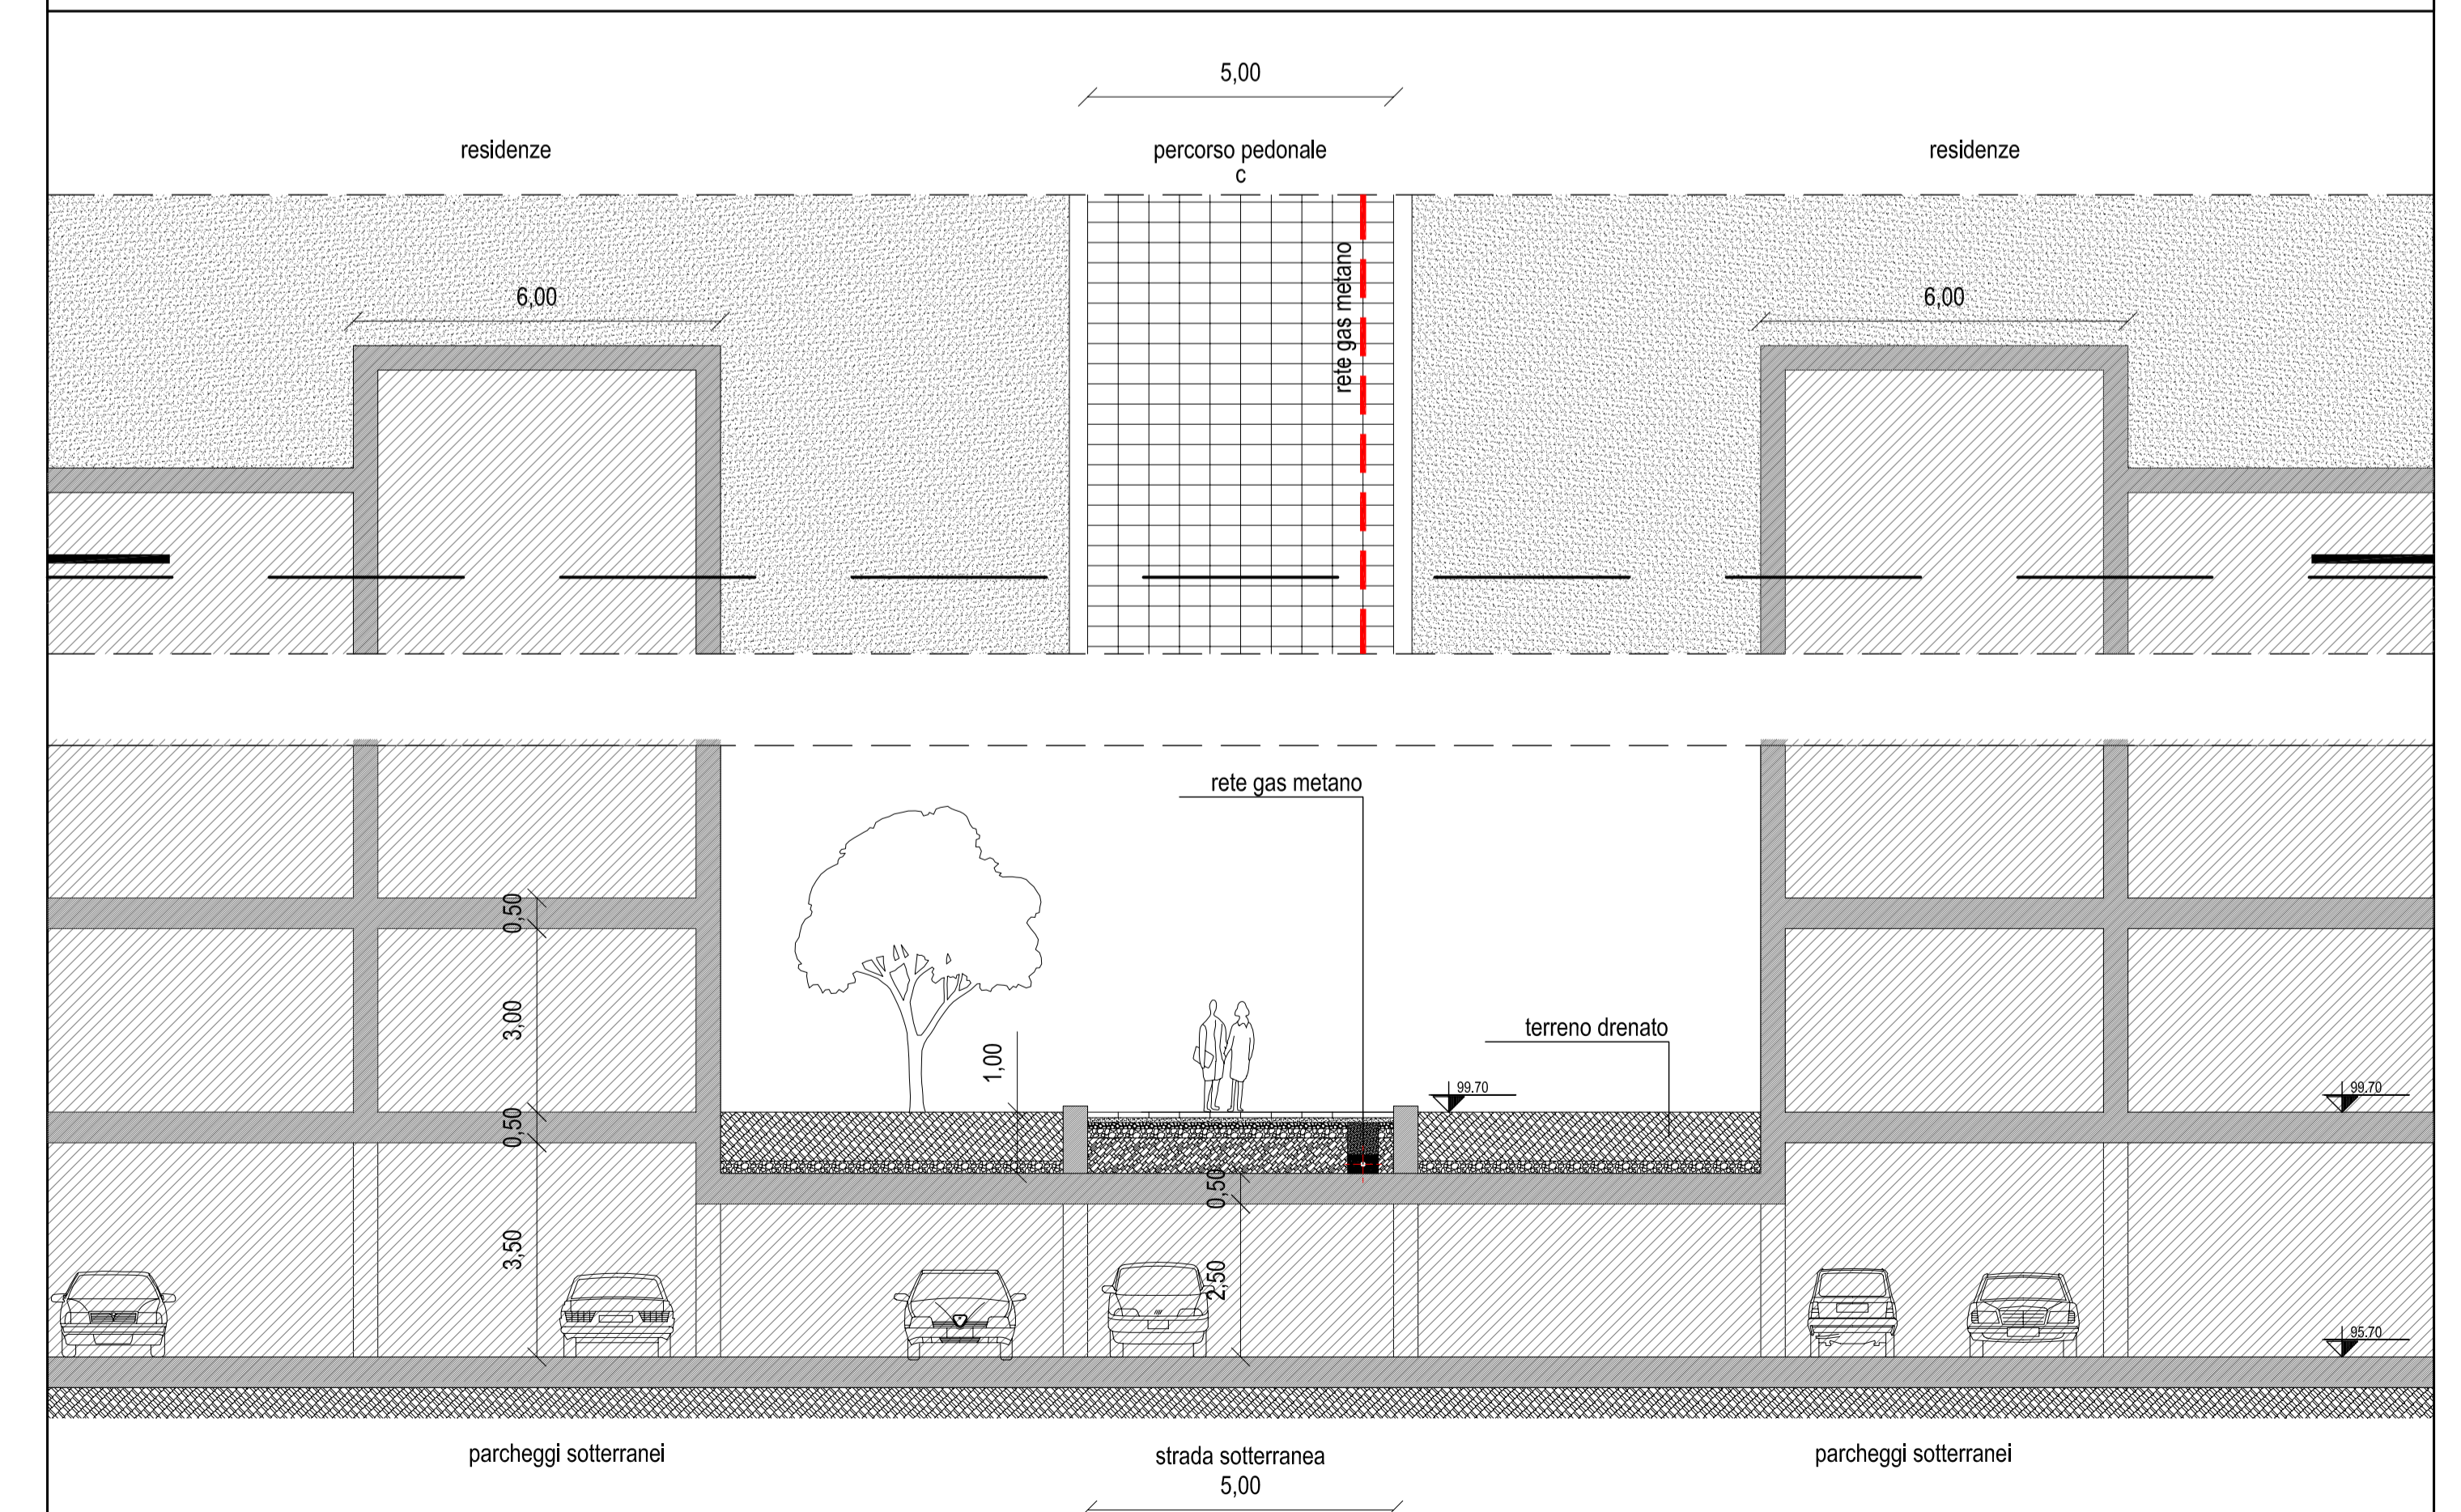 5,00
residenze
percorso pedonale
residenze
c
rete gas metano
6,00
6,00
rete gas metano
0,50
3,00
terreno drenato
1,00
99.70
99.70
0,50
0,50
3,50
2,50
95.70
parcheggi sotterranei
strada sotterranea
parcheggi sotterranei
5,00